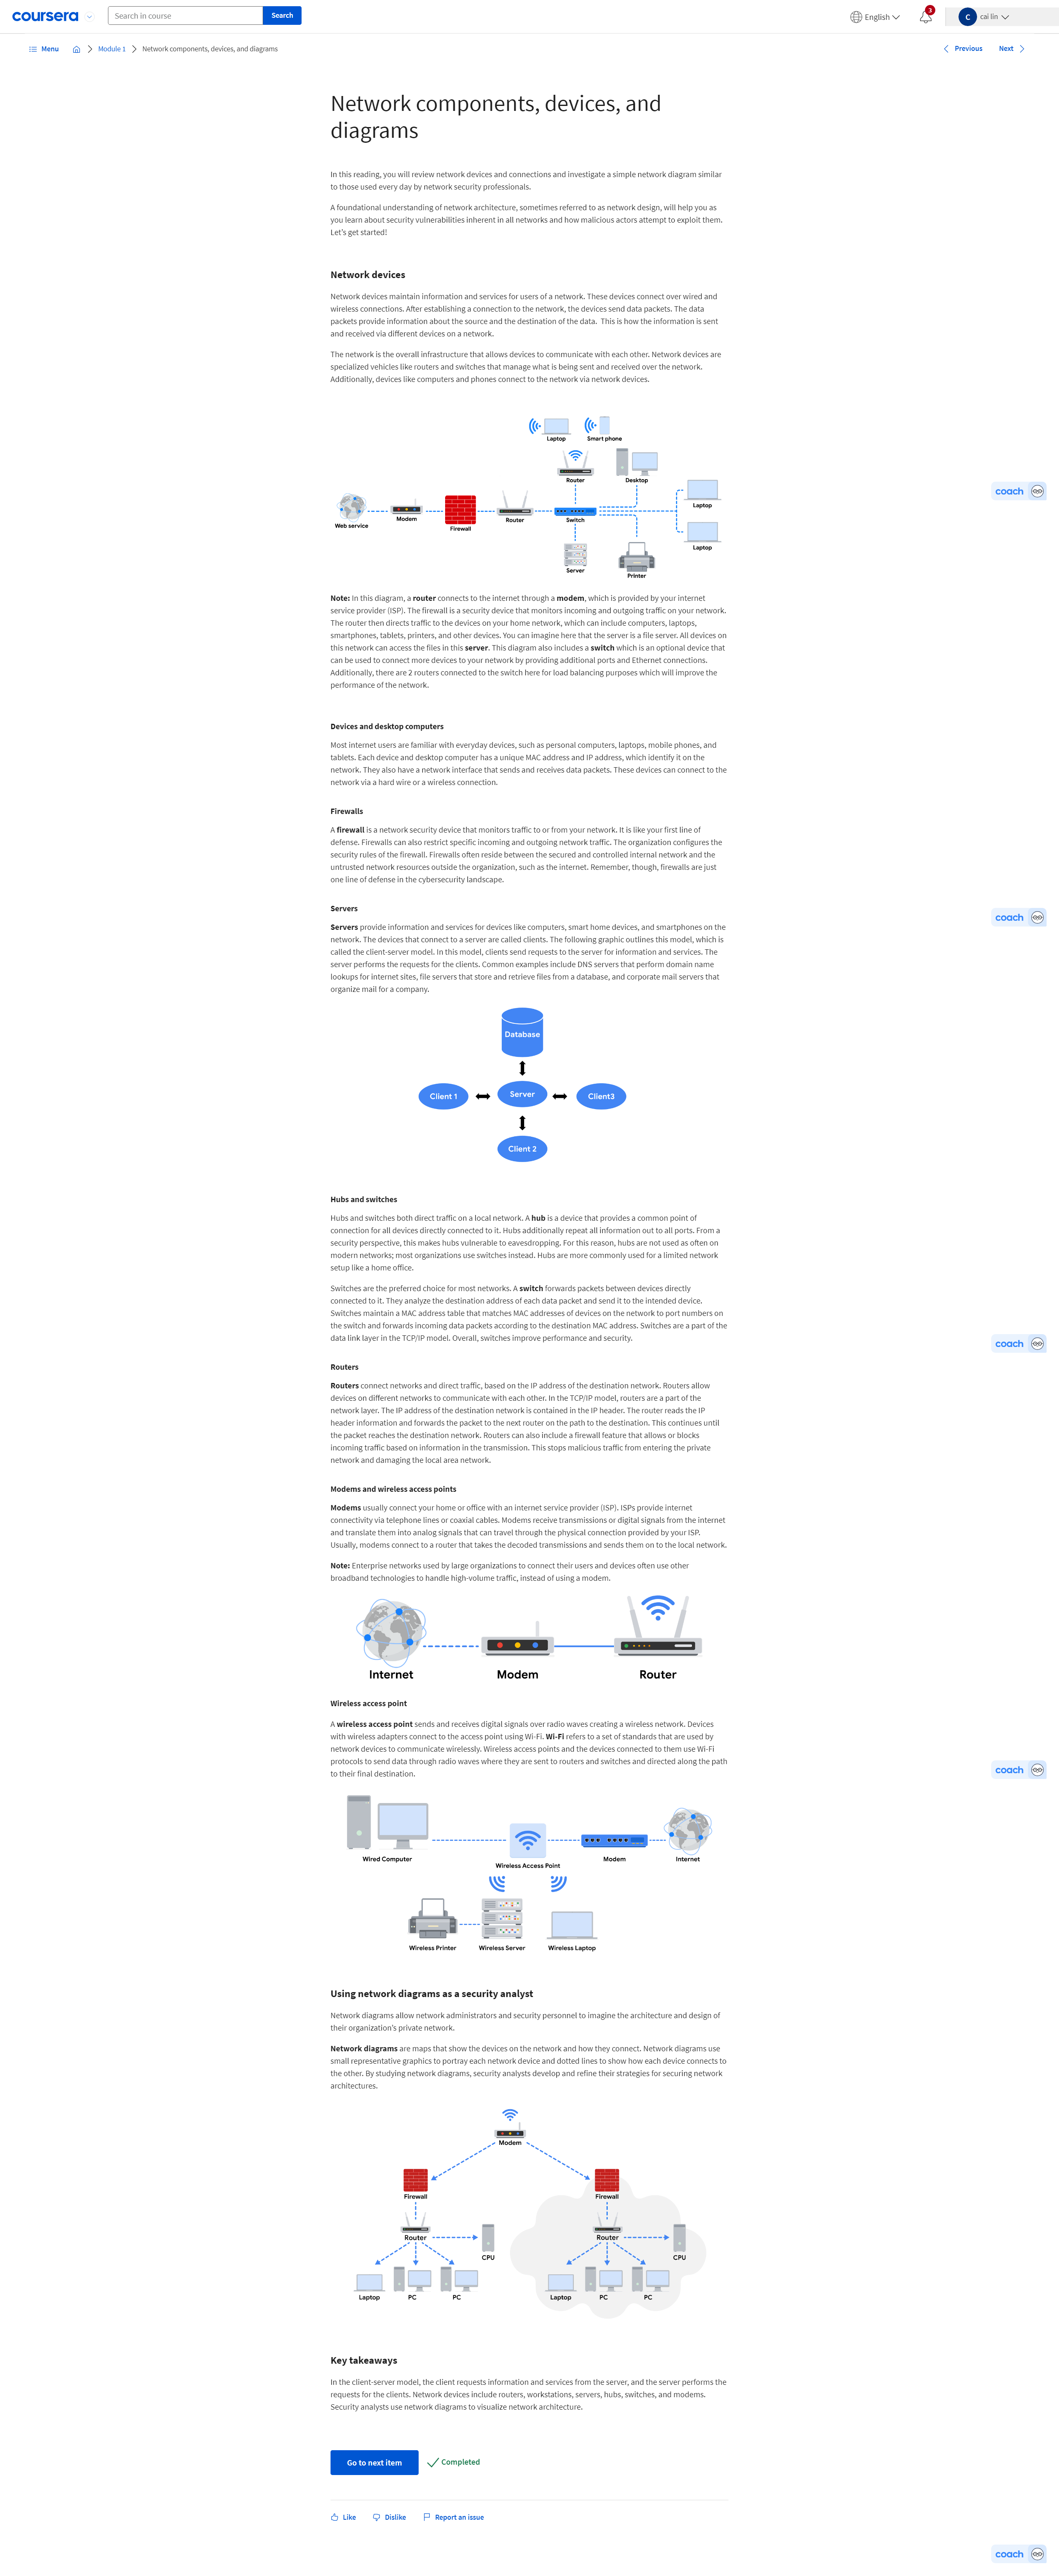 coursera
Search in course
Search
English
3
C
cai lin
Menu
Module 1
Network components, devices, and diagrams
Previous
Next
Network components, devices, and
diagrams
In this reading, you will review network devices and connections and investigate a simple network diagram similar
to those used every day by network security professionals.
A foundational understanding of network architecture, sometimes referred to as network design, will help you as
you learn about security vulnerabilities inherent in all networks and how malicious actors attempt to exploit them.
Let's get started!
Network devices
Network devices maintain information and services for users of a network. These devices connect over wired and
wireless connections. After establishing a connection to the network, the devices send data packets. The data
packets provide information about the source and the destination of the data.  This is how the information is sent
and received via different devices on a network.
The network is the overall infrastructure that allows devices to communicate with each other. Network devices are
specialized vehicles like routers and switches that manage what is being sent and received over the network.
Additionally, devices like computers and phones connect to the network via network devices.
Laptop
Smart phone
Router
Desktop
coach
Laptop
Web service
Modem
Firewall
Router
Switch
Laptop
Server
Printer
Note: In this diagram, a router connects to the internet through a modem, which is provided by your internet
service provider (ISP). The firewall is a security device that monitors incoming and outgoing traffic on your network.
The router then directs traffic to the devices on your home network, which can include computers, laptops,
smartphones, tablets, printers, and other devices. You can imagine here that the server is a file server. All devices on
this network can access the files in this server. This diagram also includes a switch which is an optional device that
can be used to connect more devices to your network by providing additional ports and Ethernet connections.
Additionally, there are 2 routers connected to the switch here for load balancing purposes which will improve the
performance of the network.
Devices and desktop computers
Most internet users are familiar with everyday devices, such as personal computers, laptops, mobile phones, and
tablets. Each device and desktop computer has a unique MAC address and IP address, which identify it on the
network. They also have a network interface that sends and receives data packets. These devices can connect to the
network via a hard wire or a wireless connection.
Firewalls
A firewall is a network security device that monitors traffic to or from your network. It is like your first line of
defense. Firewalls can also restrict specific incoming and outgoing network traffic. The organization configures the
security rules of the firewall. Firewalls often reside between the secured and controlled internal network and the
untrusted network resources outside the organization, such as the internet. Remember, though, firewalls are just
one line of defense in the cybersecurity landscape.
Servers
coach
Servers provide information and services for devices like computers, smart home devices, and smartphones on the
network. The devices that connect to a server are called clients. The following graphic outlines this model, which is
called the client-server model. In this model, clients send requests to the server for information and services. The
server performs the requests for the clients. Common examples include DNS servers that perform domain name
lookups for internet sites, file servers that store and retrieve files from a database, and corporate mail servers that
organize mail for a company.
Database
Client 1
Server
Client3
Client 2
Hubs and switches
Hubs and switches both direct traffic on a local network. A hub is a device that provides a common point of
connection for all devices directly connected to it. Hubs additionally repeat all information out to all ports. From a
security perspective, this makes hubs vulnerable to eavesdropping. For this reason, hubs are not used as often on
modern networks; most organizations use switches instead. Hubs are more commonly used for a limited network
setup like a home office.
Switches are the preferred choice for most networks. A switch forwards packets between devices directly
connected to it. They analyze the destination address of each data packet and send it to the intended device.
Switches maintain a MAC address table that matches MAC addresses of devices on the network to port numbers on
the switch and forwards incoming data packets according to the destination MAC address. Switches are a part of the
data link layer in the TCP/IP model. Overall, switches improve performance and security.
coach
Routers
Routers connect networks and direct traffic, based on the IP address of the destination network. Routers allow
devices on different networks to communicate with each other. In the TCP/IP model, routers are a part of the
network layer. The IP address of the destination network is contained in the IP header. The router reads the IP
header information and forwards the packet to the next router on the path to the destination. This continues until
the packet reaches the destination network. Routers can also include a firewall feature that allows or blocks
incoming traffic based on information in the transmission. This stops malicious traffic from entering the private
network and damaging the local area network.
Modems and wireless access points
Modems usually connect your home or office with an internet service provider (ISP). ISPs provide internet
connectivity via telephone lines or coaxial cables. Modems receive transmissions or digital signals from the internet
and translate them into analog signals that can travel through the physical connection provided by your ISP.
Usually, modems connect to a router that takes the decoded transmissions and sends them on to the local network.
Note: Enterprise networks used by large organizations to connect their users and devices often use other
broadband technologies to handle high-volume traffic, instead of using a modem.
Internet
Modem
Router
Wireless access point
A wireless access point sends and receives digital signals over radio waves creating a wireless network. Devices
with wireless adapters connect to the access point using Wi-Fi. Wi-Fi refers to a set of standards that are used by
network devices to communicate wirelessly. Wireless access points and the devices connected to them use Wi-Fi
protocols to send data through radio waves where they are sent to routers and switches and directed along the path
to their final destination.
coach
Wired Computer
Wireless Access Point
Modem
Internet
Wireless Printer
Wireless Server
Wireless Laptop
Using network diagrams as a security analyst
Network diagrams allow network administrators and security personnel to imagine the architecture and design of
their organization's private network.
Network diagrams are maps that show the devices on the network and how they connect. Network diagrams use
small representative graphics to portray each network device and dotted lines to show how each device connects to
the other. By studying network diagrams, security analysts develop and refine their strategies for securing network
architectures.
Modem
Firewall
Firewall
Router
Router
CPU
CPU
Laptop
PC
PC
Laptop
PC
PC
Key takeaways
In the client-server model, the client requests information and services from the server, and the server performs the
requests for the clients. Network devices include routers, workstations, servers, hubs, switches, and modems.
Security analysts use network diagrams to visualize network architecture.
Go to next item
Completed
Like
Dislike
Report an issue
coach